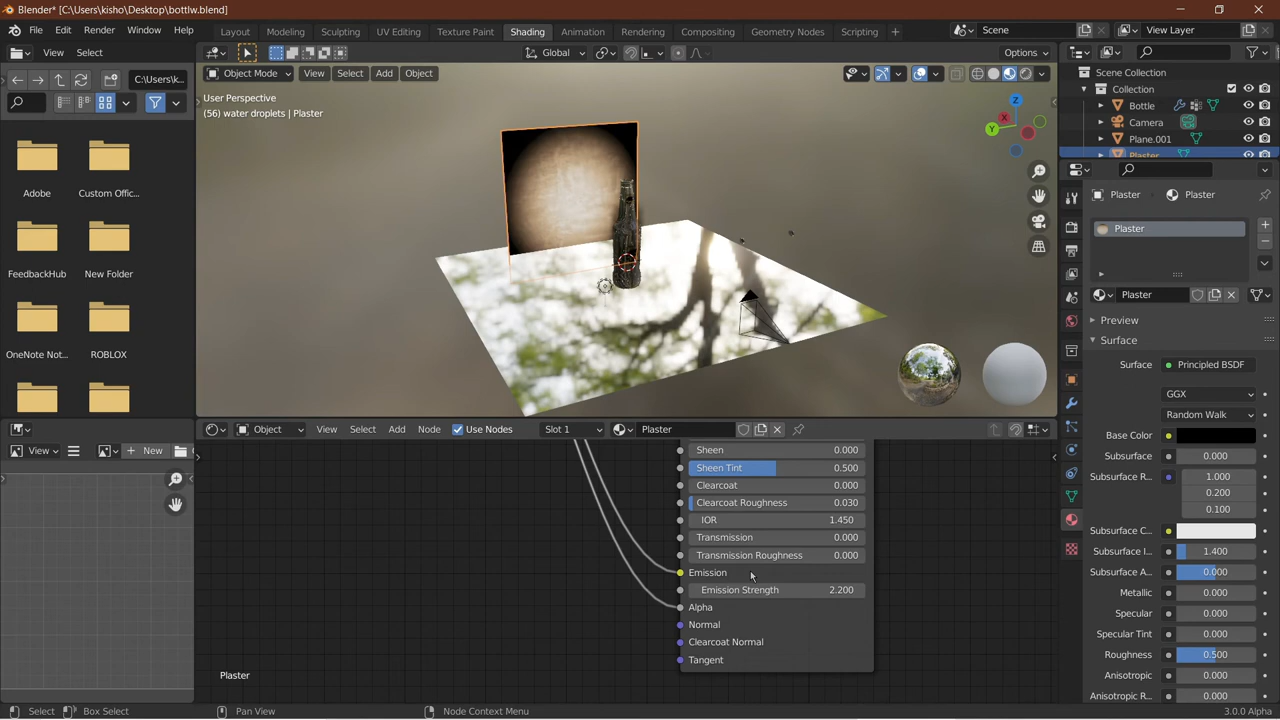 Blender* [C:\Users\kisho\Desktop\bottlw.blend]
File Edit Render Window Help
Layout Modeling Sculpting UV Editing Texture Paint Shading Animation Rendering Compositing Geometry Nodes Scripting +
Scene
View Layer
View Select
Global
Options
C:\Users\k...
Object Mode View Select Add Object
User Perspective
(56) water droplets | Plaster
Z
X
Y
Adobe
Custom Offic...
FeedbackHub
New Folder
OneNote Not...
ROBLOX
Scene Collection
Collection
Bottle
Camera
Plane.001
Plaster
Plaster
Plaster
Plaster
Plaster
Preview
Surface
Surface
Principled BSDF
GGX
Random Walk
Base Color
Subsurface 0.000
Subsurface R... 1.000
0.200
0.100
Subsurface C...
Subsurface I... 1.400
Subsurface A... 0.000
Metallic 0.000
Specular 0.000
Specular Tint 0.000
Roughness 0.500
Anisotropic 0.000
Anisotropic R... 0.000
View
+ New
Object View Select Add Node Use Nodes Slot 1 Plaster
Sheen 0.000
Sheen Tint 0.500
Clearcoat 0.000
Clearcoat Roughness 0.030
IOR 1.450
Transmission 0.000
Transmission Roughness 0.000
Emission
Emission Strength 2.200
Alpha
Normal
Clearcoat Normal
Tangent
Plaster
Select
Box Select
Pan View
Node Context Menu
3.0.0 Alpha